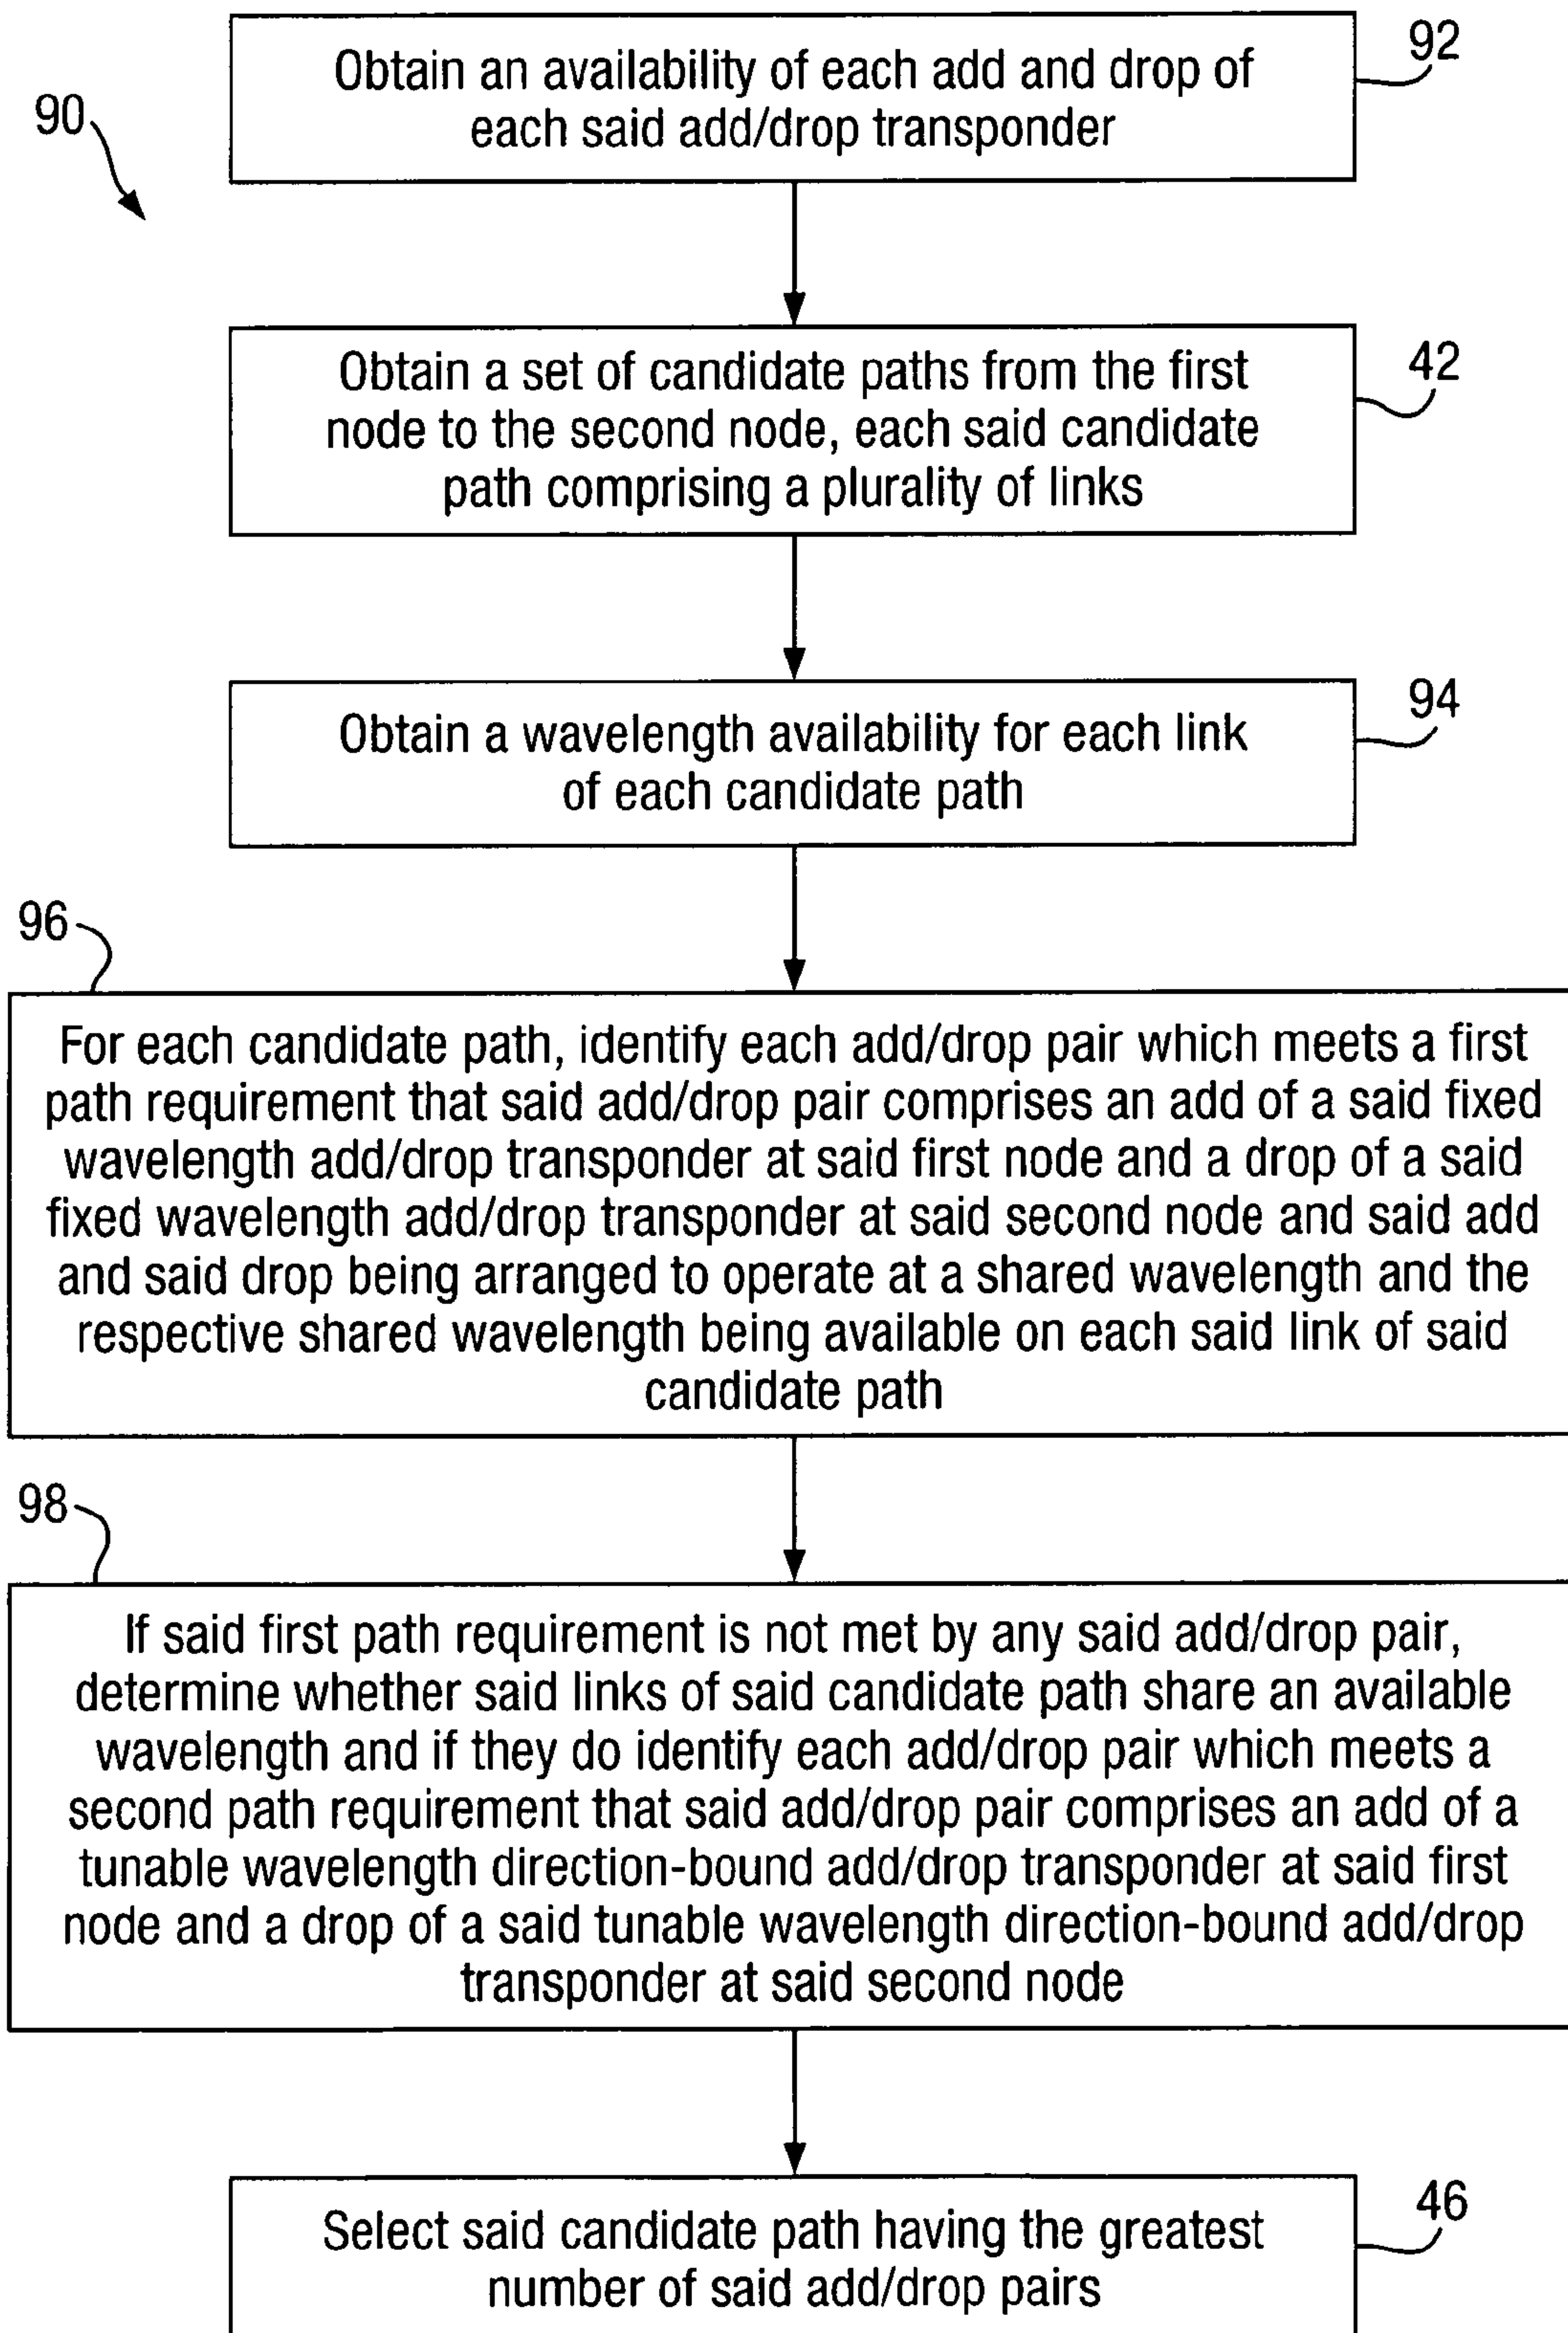 92
Obtain an availability of each add and drop of
each said add/drop transponder
90
42
Obtain a set of candidate paths from the first
node to the second node, each said candidate
path comprising a plurality of links
94
Obtain a wavelength availability for each link
of each candidate path
96
For each candidate path, identify each add/drop pair which meets a first
path requirement that said add/drop pair comprises an add of a said fixed
wavelength add/drop transponder at said first node and a drop of a said
fixed wavelength add/drop transponder at said second node and said add
and said drop being arranged to operate at a shared wavelength and the
respective shared wavelength being available on each said link of said
candidate path
98
If said first path requirement is not met by any said add/drop pair,
determine whether said links of said candidate path share an available
wavelength and if they do identify each add/drop pair which meets a
second path requirement that said add/drop pair comprises an add of a
tunable wavelength direction-bound add/drop transponder at said first
node and a drop of a said tunable wavelength direction-bound add/drop
transponder at said second node
46
Select said candidate path having the greatest
number of said add/drop pairs